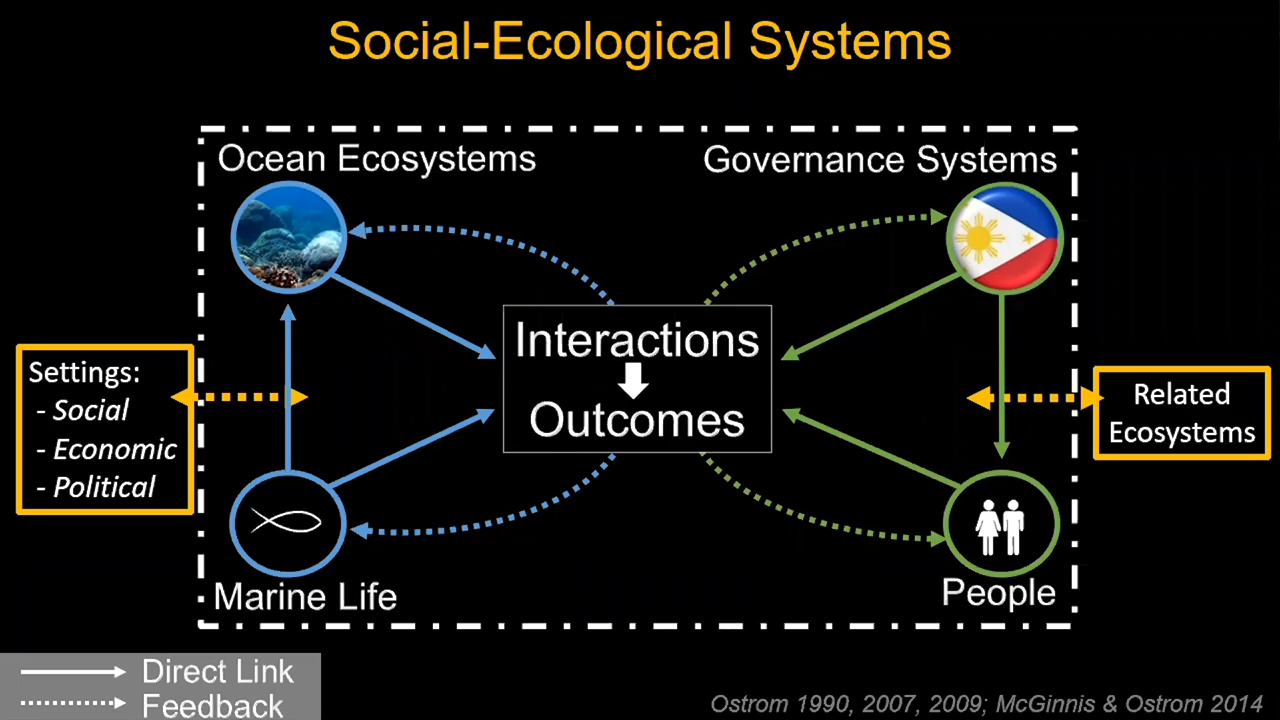 Social-Ecological Systems
Ocean Ecosystems
Governance Systems
Interactions
Outcomes
Settings:
- Social
- Economic
- Political
Related
Ecosystems
Marine Life
People
Direct Link
Feedback
Ostrom 1990, 2007, 2009; McGinnis & Ostrom 2014